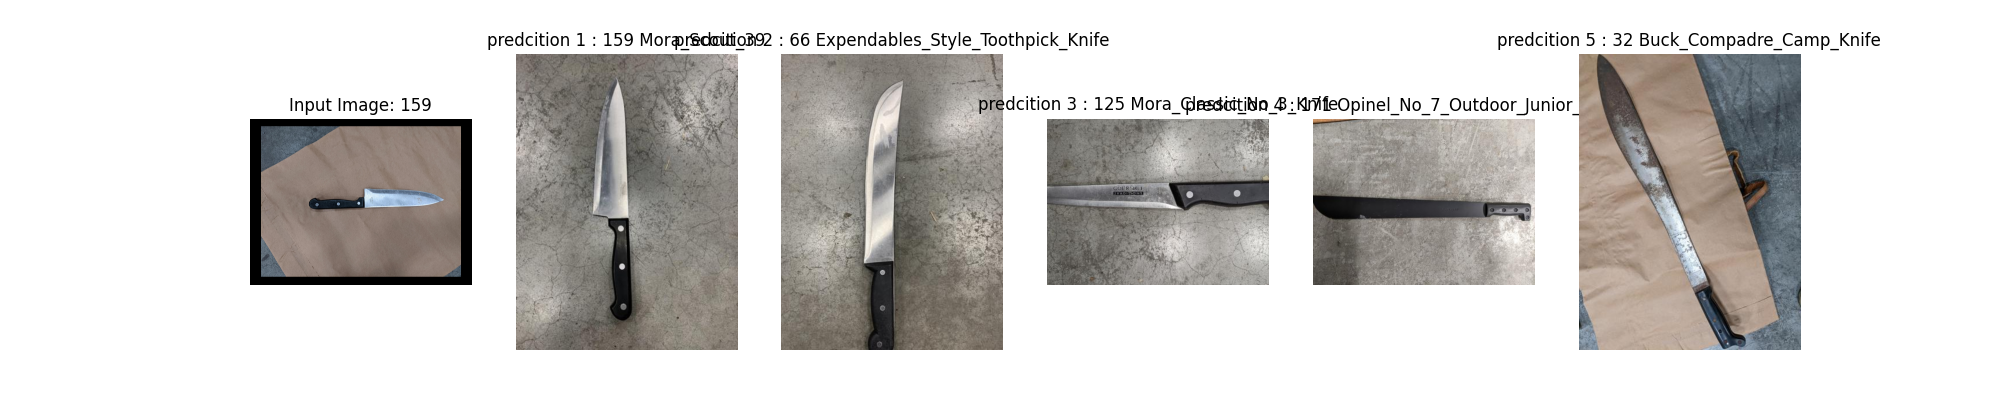 predcition 1 : 159 Mora_Scout_39
predcition 2 : 66 Expendables_Style_Toothpick_Knife
predcition 5 : 32 Buck_Compadre_Camp_Knife
Input Image: 159
predcition 3 : 125 Mora_Classic_No_3_Knife
predcition 4 : 171 Opinel_No_7_Outdoor_Junior_